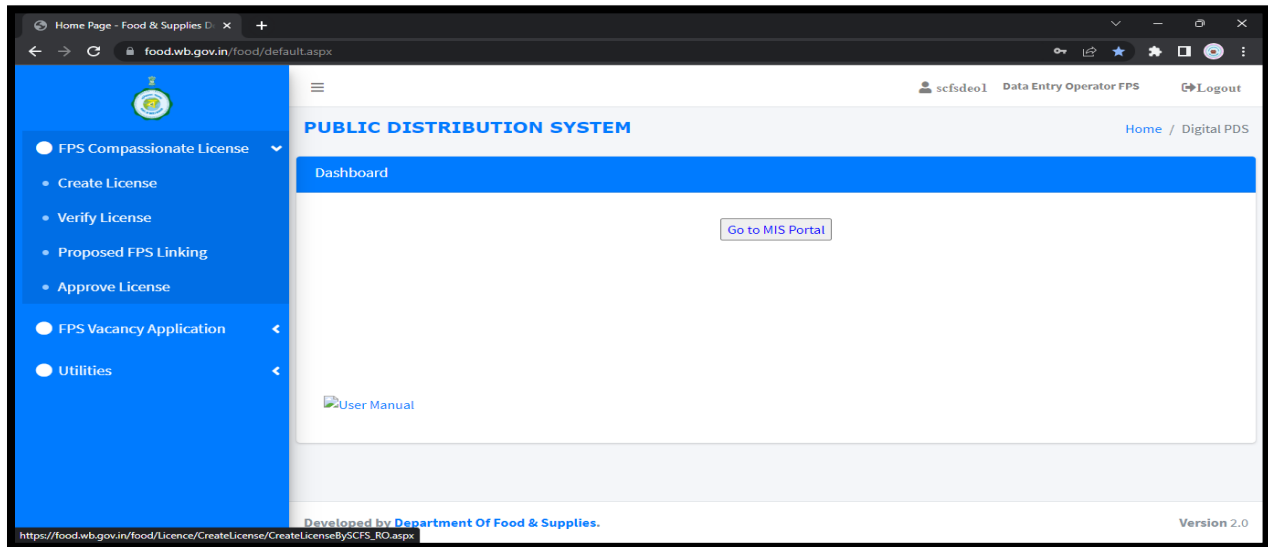 Home Page - Food & Supplies D
food.wb.gov.in/food/default.aspx
scfsdeo1 Data Entry Operator FPS Logout
PUBLIC DISTRIBUTION SYSTEM
Home / Digital PDS
FPS Compassionate License
Dashboard
Create License
Verify License
Go to MIS Portal
Proposed FPS Linking
Approve License
FPS Vacancy Application
Utilities
User Manual
Developed by Department Of Food & Supplies.
Version 2.0
https://food.wb.gov.in/food/Licence/CreateLicense/CreateLicenseBySCFS_RO.aspx